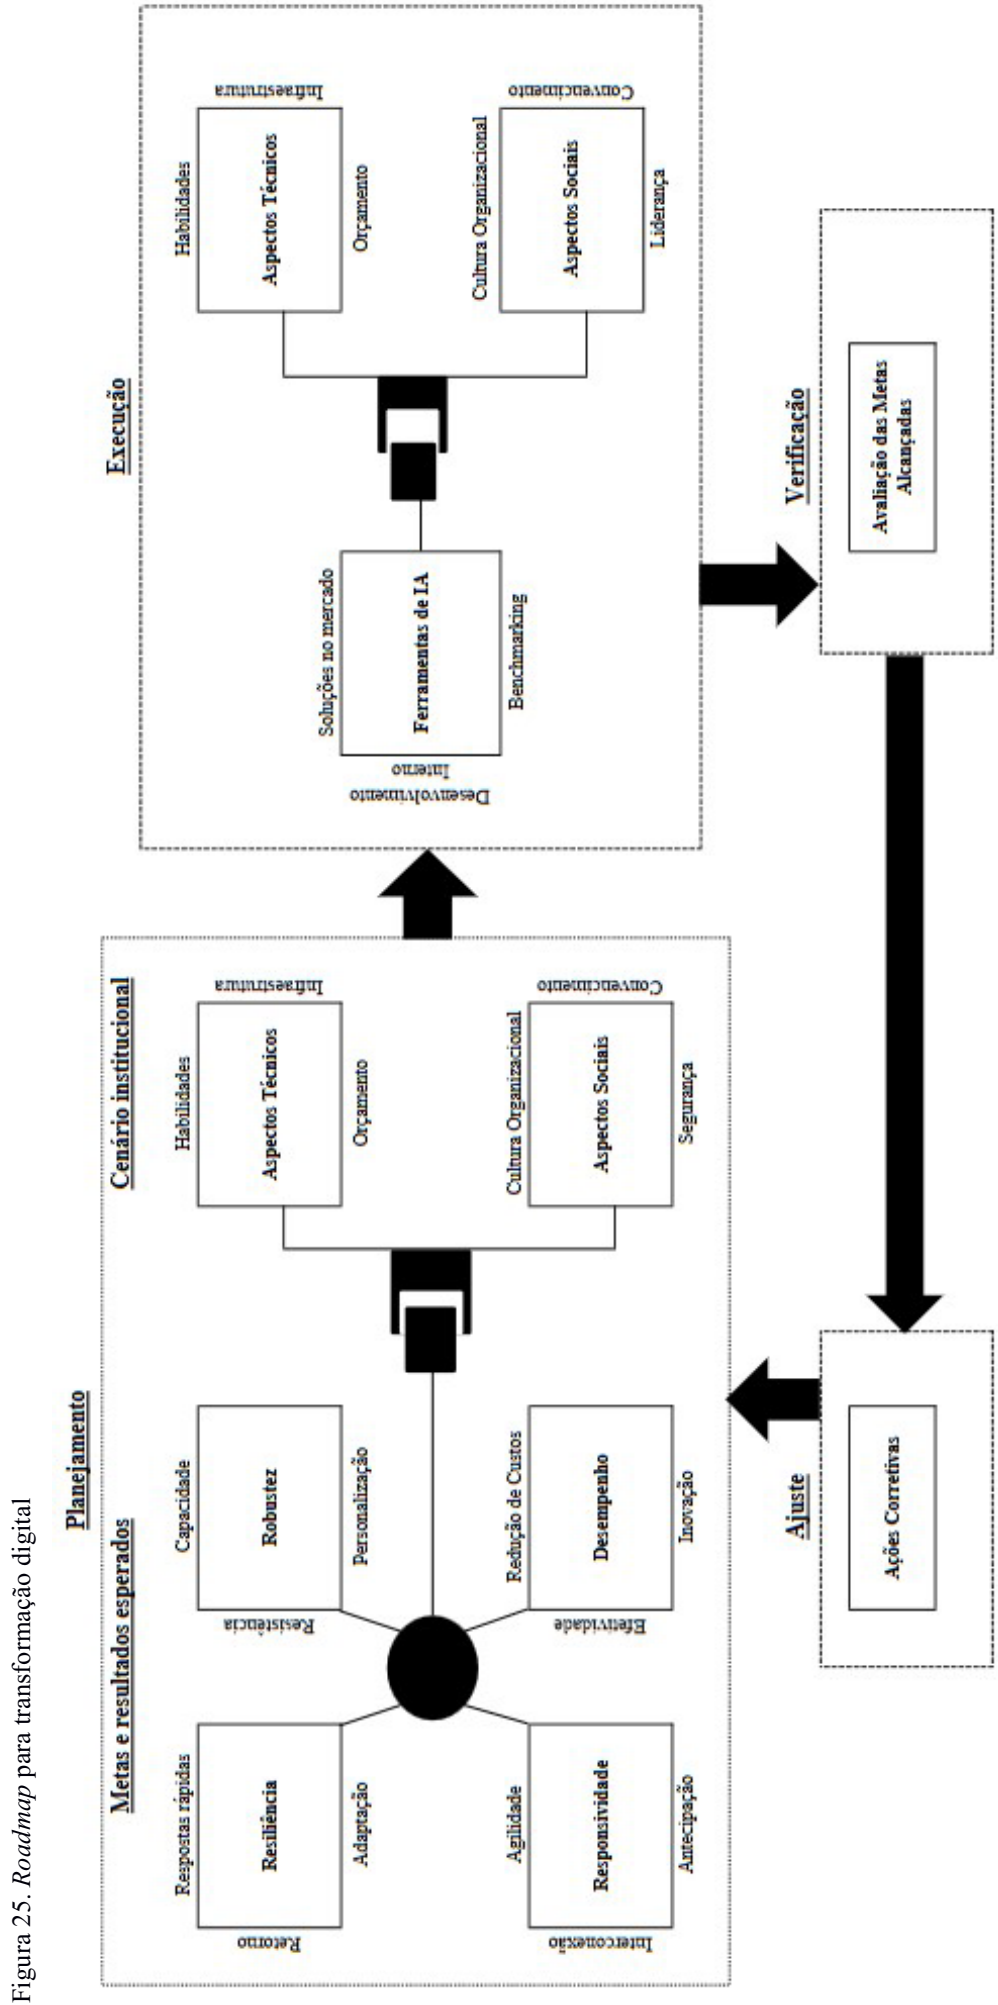 Figura 25. Roadmap para transformação digital
Planejamento
Metas e resultados esperados
Respostas rápidas
Retorno
Resiliência
Adaptação
Capacidade
Resistência
Robustez
Personalização
Agilidade
Interconexão
Responsividade
Antecipação
Redução de Custos
Efetividade
Desempenho
Inovação
Cenário institucional
Habilidades
Aspectos Técnicos
Infraestrutura
Orçamento
Cultura Organizacional
Aspectos Sociais
Convencimento
Segurança
Execução
Soluções no mercado
Desenvolvimento
Interno
Ferramentas de IA
Benchmarking
Habilidades
Aspectos Técnicos
Infraestrutura
Orçamento
Cultura Organizacional
Aspectos Sociais
Convencimento
Liderança
Ajuste
Ações Corretivas
Verificação
Avaliação das Metas
Alcançadas